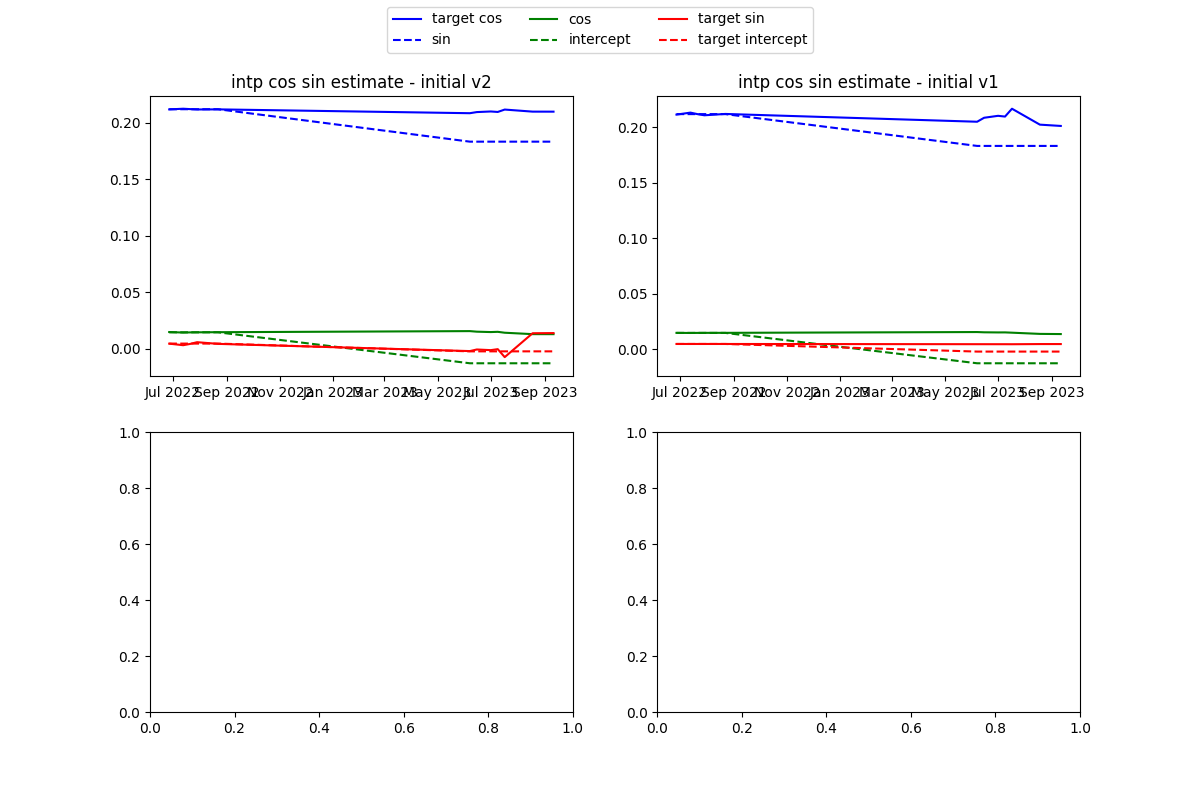 target cos cos target sin
sin intercept target intercept
intp cos sin estimate - initial v2 intp cos sin estimate - initial v1
0.20 0.20
0.15 0.15
0.10 0.10
0.05 0.05
0.00 0.00
Jul 2022 Sep 2022 Nov 2022 Jan 2023 Mar 2023 May 2023 Jul 2023 Sep 2023 Jul 2022 Sep 2022 Nov 2022 Jan 2023 Mar 2023 May 2023 Jul 2023 Sep 2023
1.0 1.0
0.8 0.8
0.6 0.6
0.4 0.4
0.2 0.2
0.0 0.0
0.0 0.2 0.4 0.6 0.8 1.0 0.0 0.2 0.4 0.6 0.8 1.0